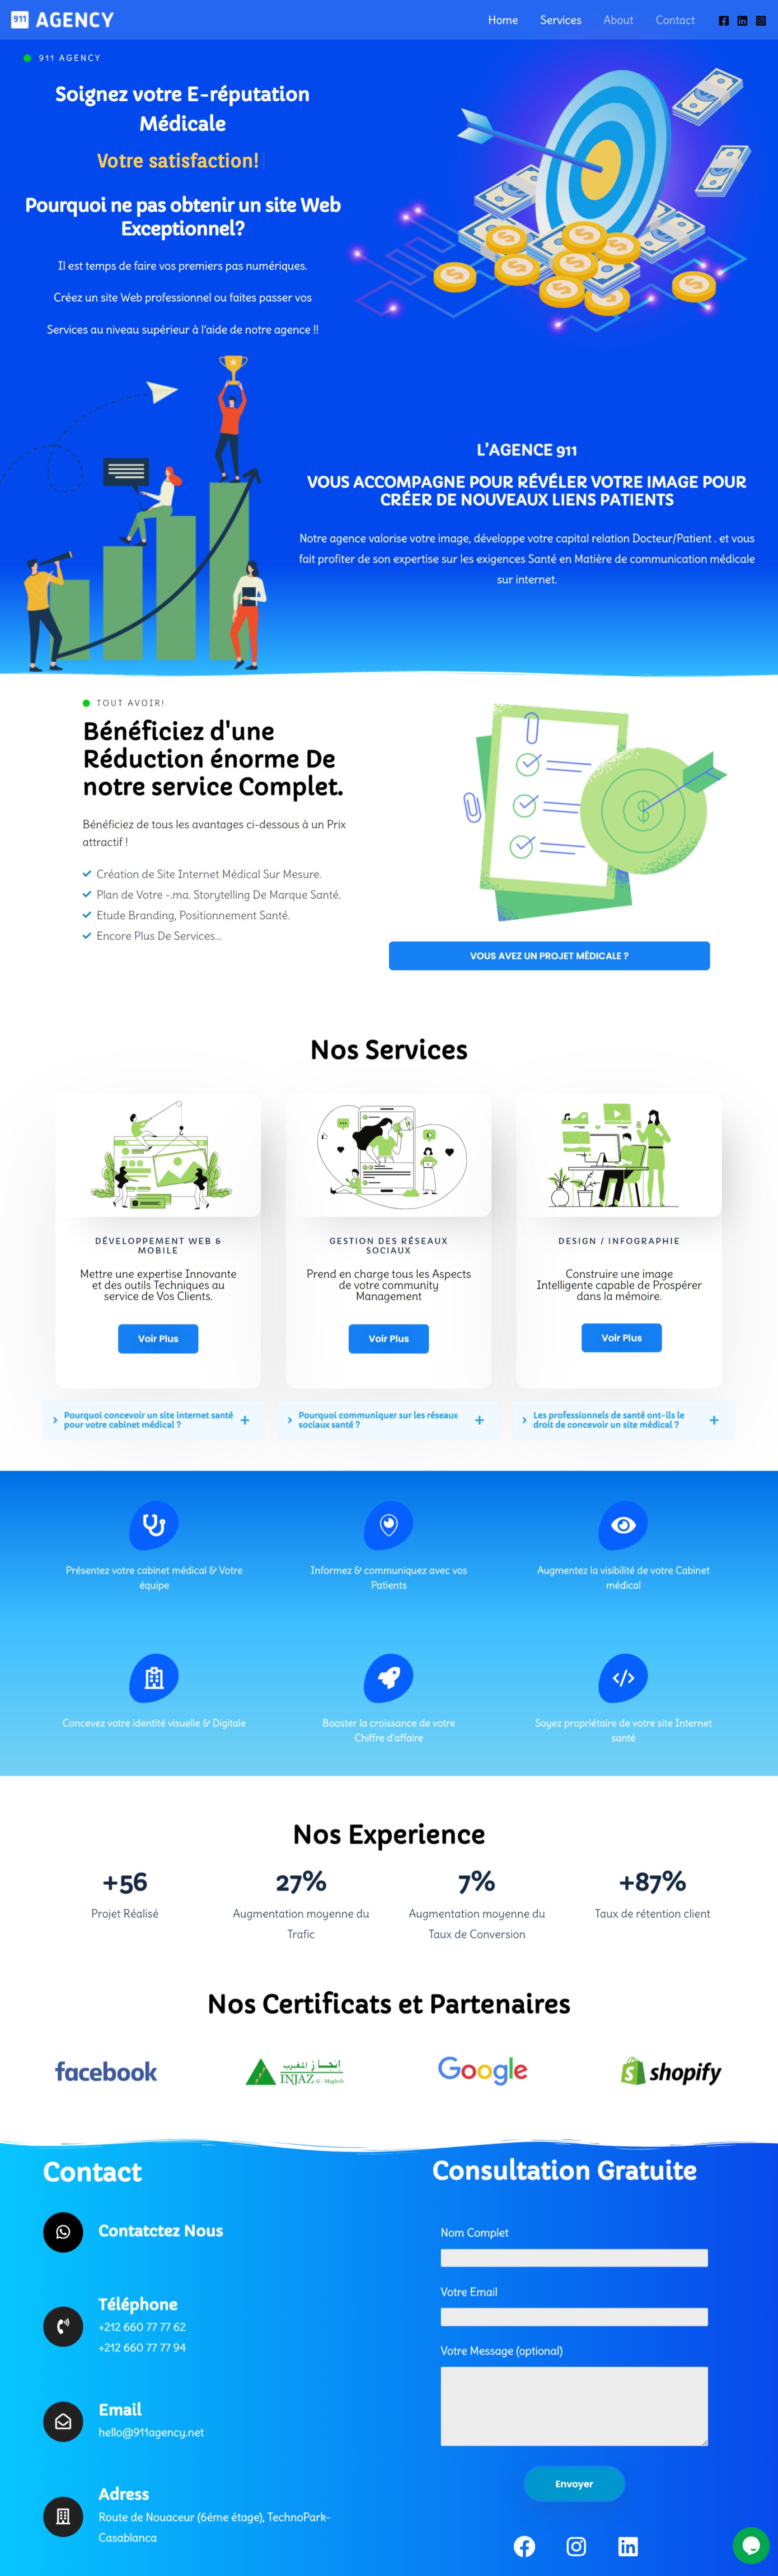 911 AGENCY
Home
Services
About
Contact
911 AGENCY
Soignez votre E-réputation
Médicale
Votre satisfaction!
Pourquoi ne pas obtenir un site Web
Exceptionnel?
Il est temps de faire vos premiers pas numériques.
Créez un site Web professionnel ou faites passer vos
Services au niveau supérieur à l'aide de notre agence !!
L'AGENCE 911
VOUS ACCOMPAGNE POUR RÉVÉLER VOTRE IMAGE POUR
CRÉER DE NOUVEAUX LIENS PATIENTS
Notre agence valorise votre image, développe votre capital relation Docteur/Patient . et vous
fait profiter de son expertise sur les exigences Santé en Matière de communication médicale
sur internet.
TOUT AVOIR!
Bénéficiez d'une
Réduction énorme De
notre service Complet.
Bénéficiez de tous les avantages ci-dessous à un Prix
attractif !
Création de Site Internet Médical Sur Mesure.
Plan de Votre -.ma. Storytelling De Marque Santé.
Etude Branding, Positionnement Santé.
Encore Plus De Services...
VOUS AVEZ UN PROJET MÉDICALE ?
Nos Services
DÉVELOPPEMENT WEB &
MOBILE
Mettre une expertise Innovante
et des outils Techniques au
service de Vos Clients.
Voir Plus
GESTION DES RÉSEAUX
SOCIAUX
Prend en charge tous les Aspects
de votre community
Management
Voir Plus
DESIGN / INFOGRAPHIE
Construire une image
Intelligente capable de Prospérer
dans la mémoire.
Voir Plus
Pourquoi concevoir un site internet santé
pour votre cabinet médical ?
Pourquoi communiquer sur les réseaux
sociaux santé ?
Les professionnels de santé ont-ils le
droit de concevoir un site médical ?
Présentez votre cabinet médical & Votre
équipe
Informez & communiquez avec vos
Patients
Augmentez la visibilité de votre Cabinet
médical
Concevez votre identité visuelle & Digitale
Booster la croissance de votre
Chiffre d'affaire
Soyez propriétaire de votre site Internet
santé
Nos Experience
+56
Projet Réalisé
27%
Augmentation moyenne du
Trafic
7%
Augmentation moyenne du
Taux de Conversion
+87%
Taux de rétention client
Nos Certificats et Partenaires
facebook
إنجاز المغرب
INJAZ Al - Maghrib
Google
shopify
Contact
Contatctez Nous
Téléphone
+212 660 77 77 62
+212 660 77 77 94
Email
hello@911agency.net
Adress
Route de Nouaceur (6éme étage), TechnoPark-
Casablanca
Consultation Gratuite
Nom Complet
Votre Email
Votre Message (optional)
Envoyer